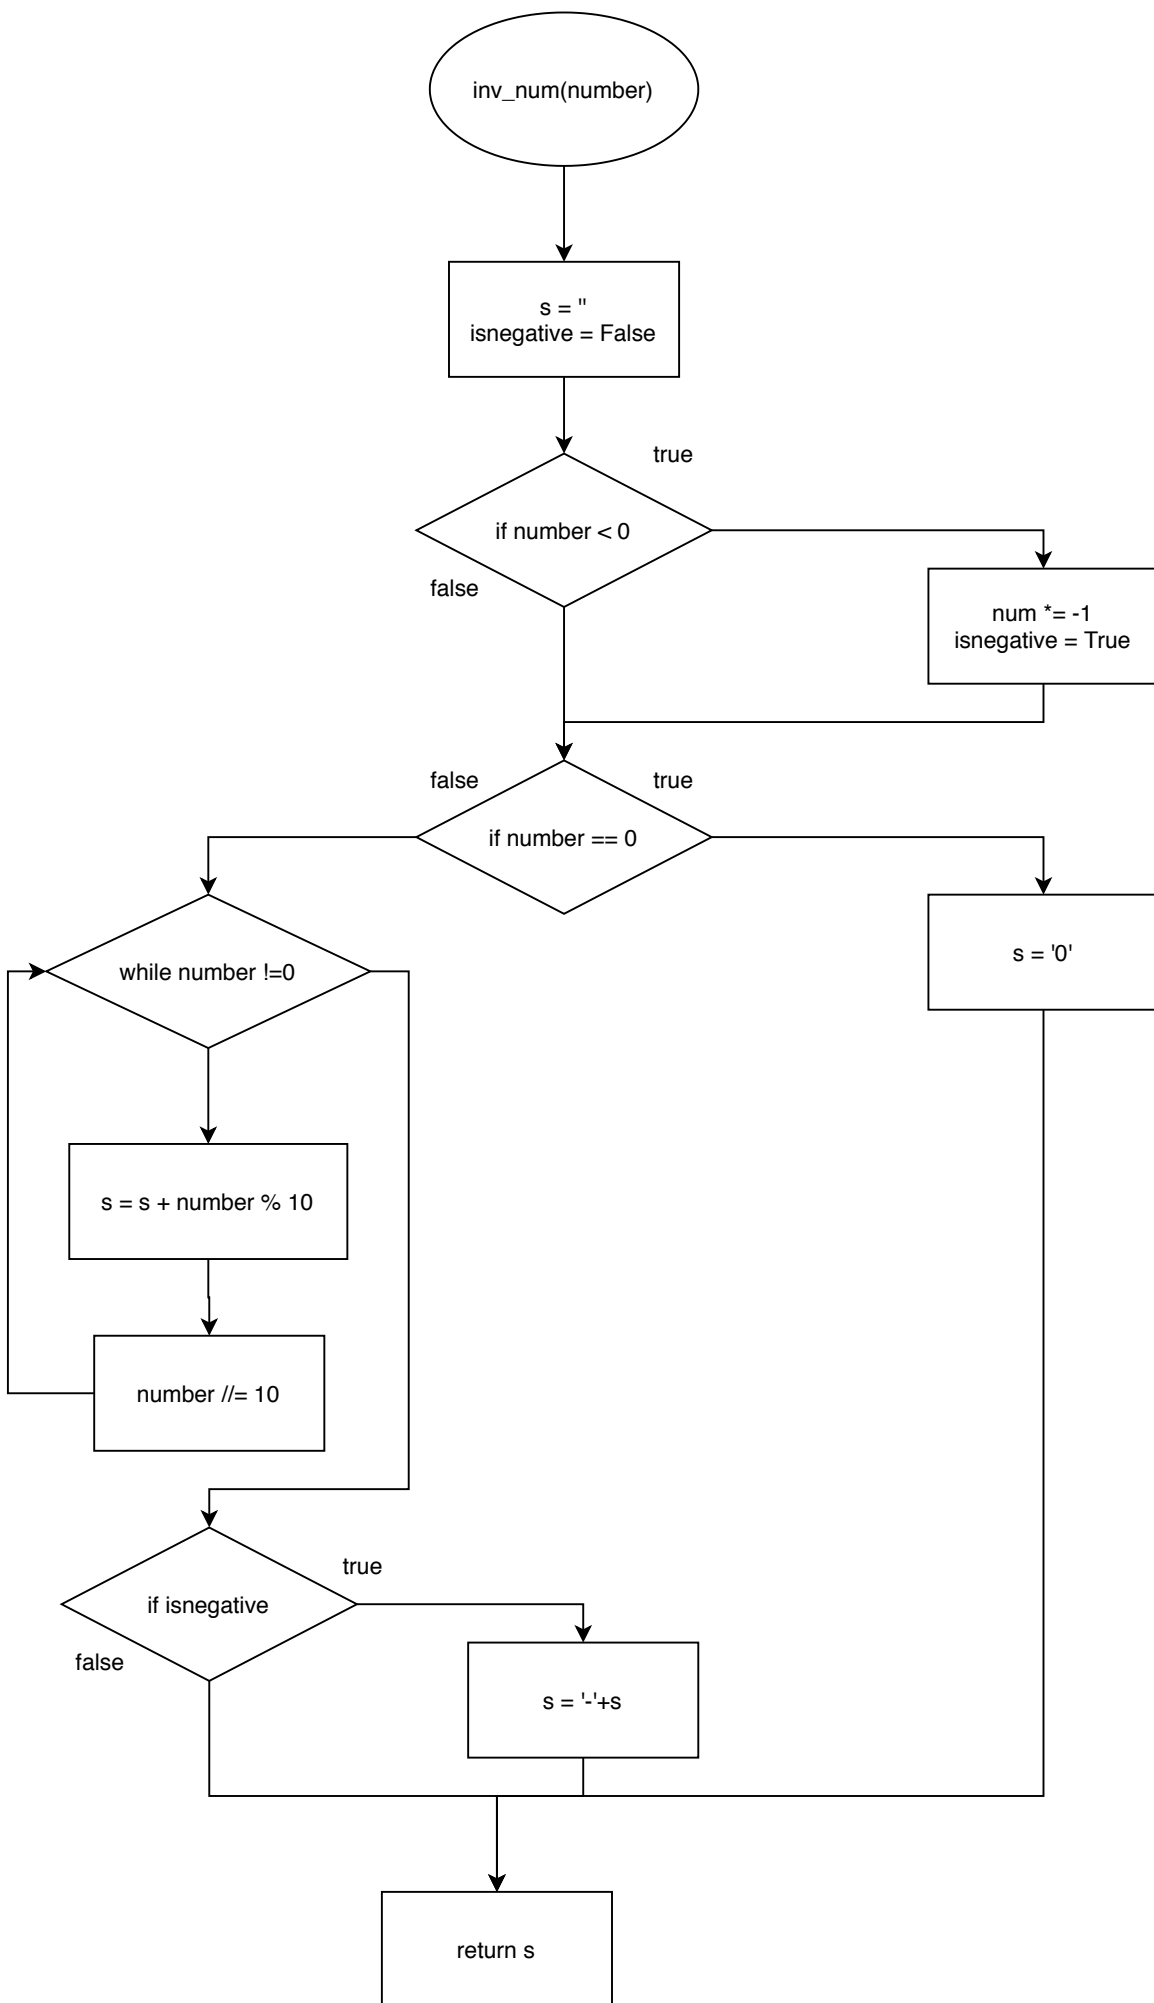 inv_num(number)
s = ''
isnegative = False
true
if number < 0
false
num *= -1
isnegative = True
false
true
if number == 0
while number !=0
s = '0'
s = s + number % 10
number //= 10
true
if isnegative
false
s = '-'+s
return s